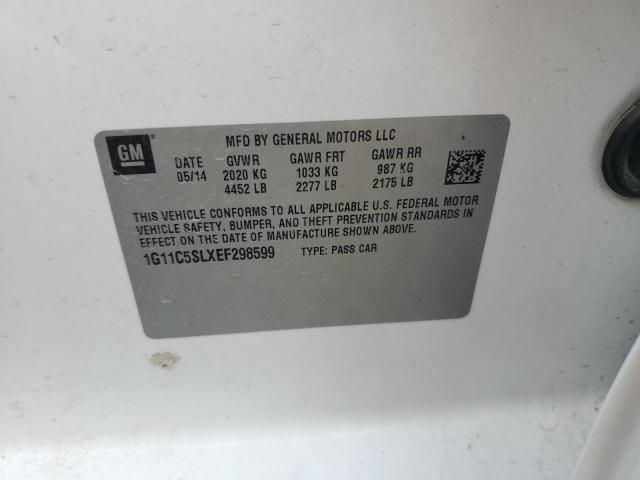 GM
MFD BY GENERAL MOTORS LLC
DATE GVWR GAWR FRT GAWR RR
05/14 2020 KG 1033 KG 987 KG
4452 LB 2277 LB 2175 LB
THIS VEHICLE CONFORMS TO ALL APPLICABLE U.S. FEDERAL MOTOR
VEHICLE SAFETY, BUMPER, AND THEFT PREVENTION STANDARDS IN
EFFECT ON THE DATE OF MANUFACTURE SHOWN ABOVE.
1G11C5SLXEF298599 TYPE: PASS CAR